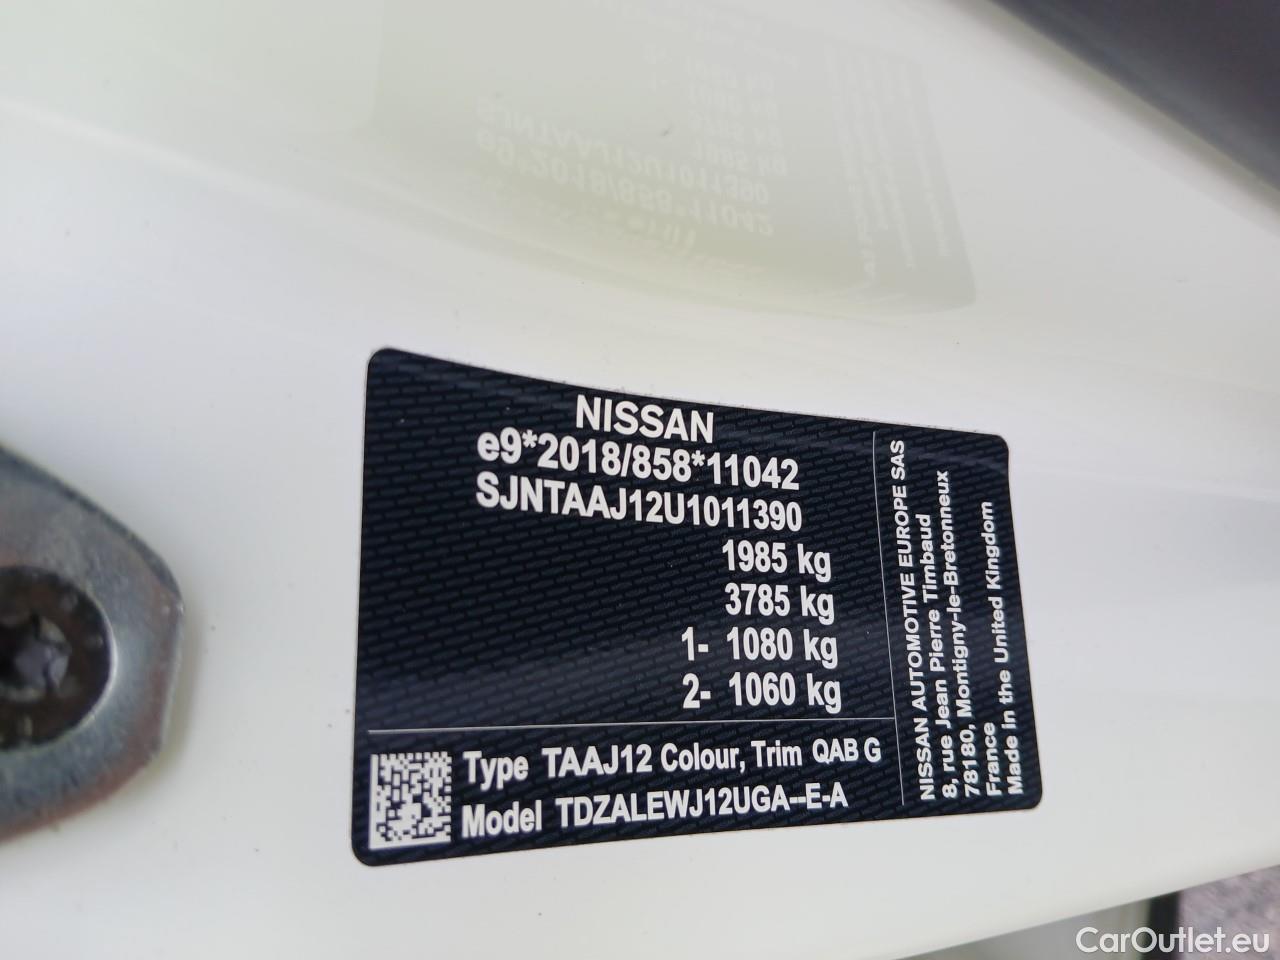 NISSAN
e9*2018/858*11042
SJNTAAJ12U1011390
1985 kg
3785 kg
1- 1080 kg
2- 1060 kg
Type TAAJ12 Colour, Trim QAB G
Model TDZALEWJ12UGA--E-A
NISSAN AUTOMOTIVE EUROPE SAS
8, rue Jean Pierre Timbaud
78180, Montigny-le-Bretonneux
France
Made in the United Kingdom
CarOutlet.eu